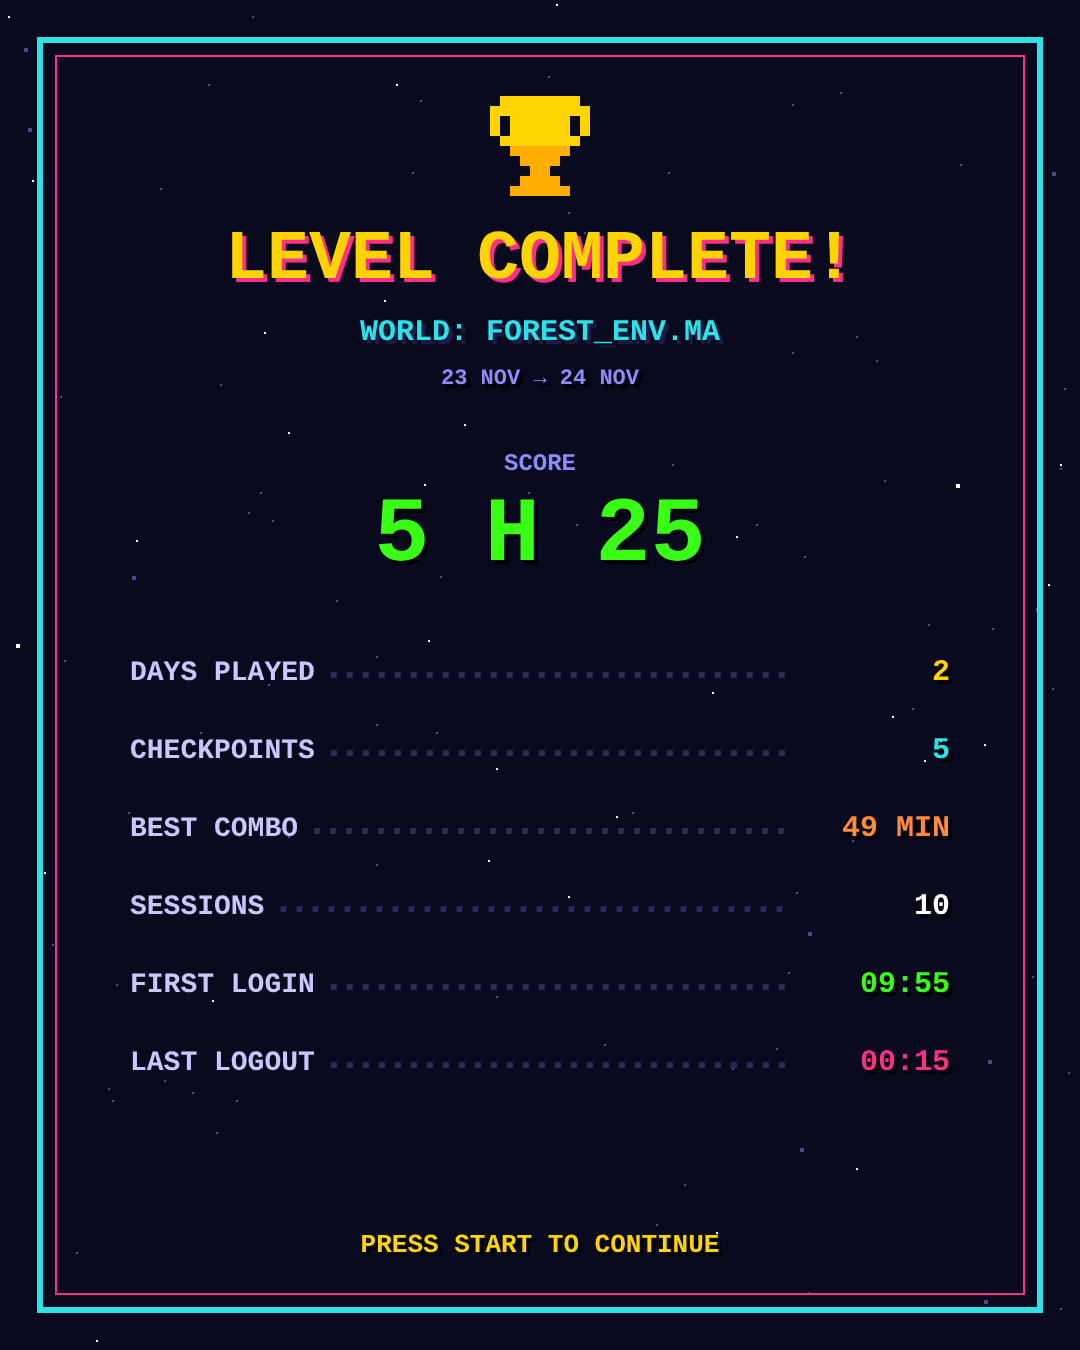 LEVEL COMPLETE!
WORLD: FOREST_ENV.MA
23 NOV → 24 NOV
SCORE
5 H 25
DAYS PLAYED 2
CHECKPOINTS 5
BEST COMBO 49 MIN
SESSIONS 10
FIRST LOGIN 09:55
LAST LOGOUT 00:15
PRESS START TO CONTINUE